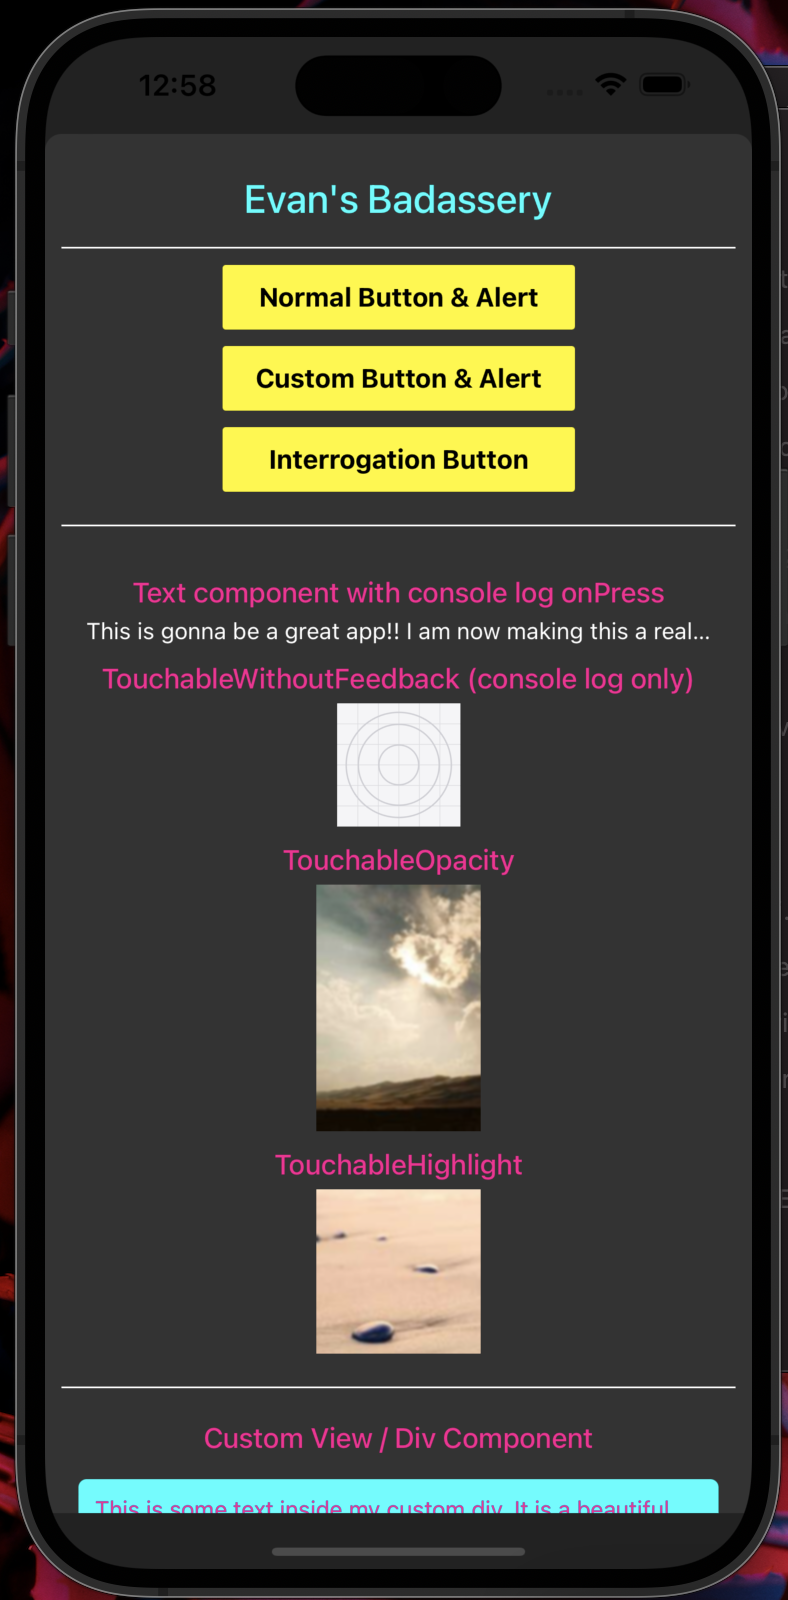 12:58
Evan's Badassery
Normal Button & Alert
Custom Button & Alert
Interrogation Button
Text component with console log onPress
This is gonna be a great app!! I am now making this a real...
TouchableWithoutFeedback (console log only)
TouchableOpacity
TouchableHighlight
Custom View / Div Component
This is some text inside my custom div. It is a beautiful